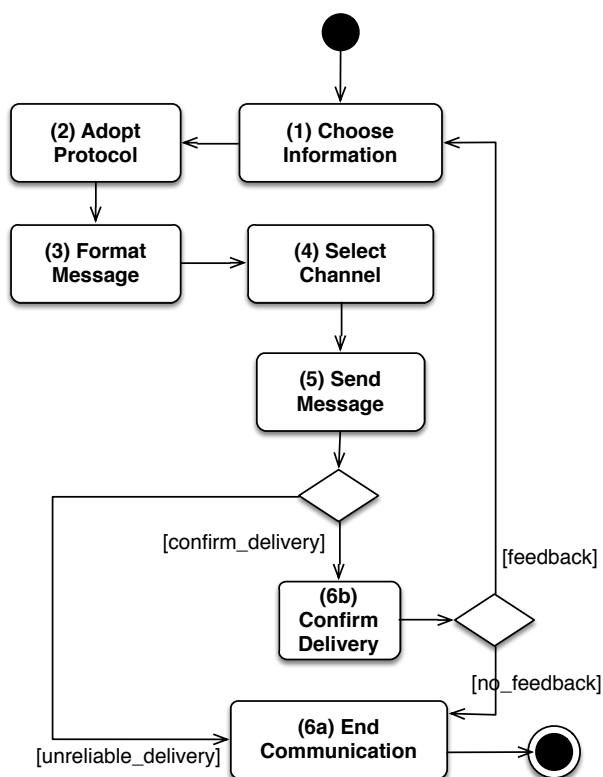 (2) Adopt
Protocol
(1) Choose
Information
(3) Format
Message
(4) Select
Channel
(5) Send
Message
[confirm_delivery]
[feedback]
(6b)
Confirm
Delivery
[no_feedback]
(6a) End
Communication
[unreliable_delivery]